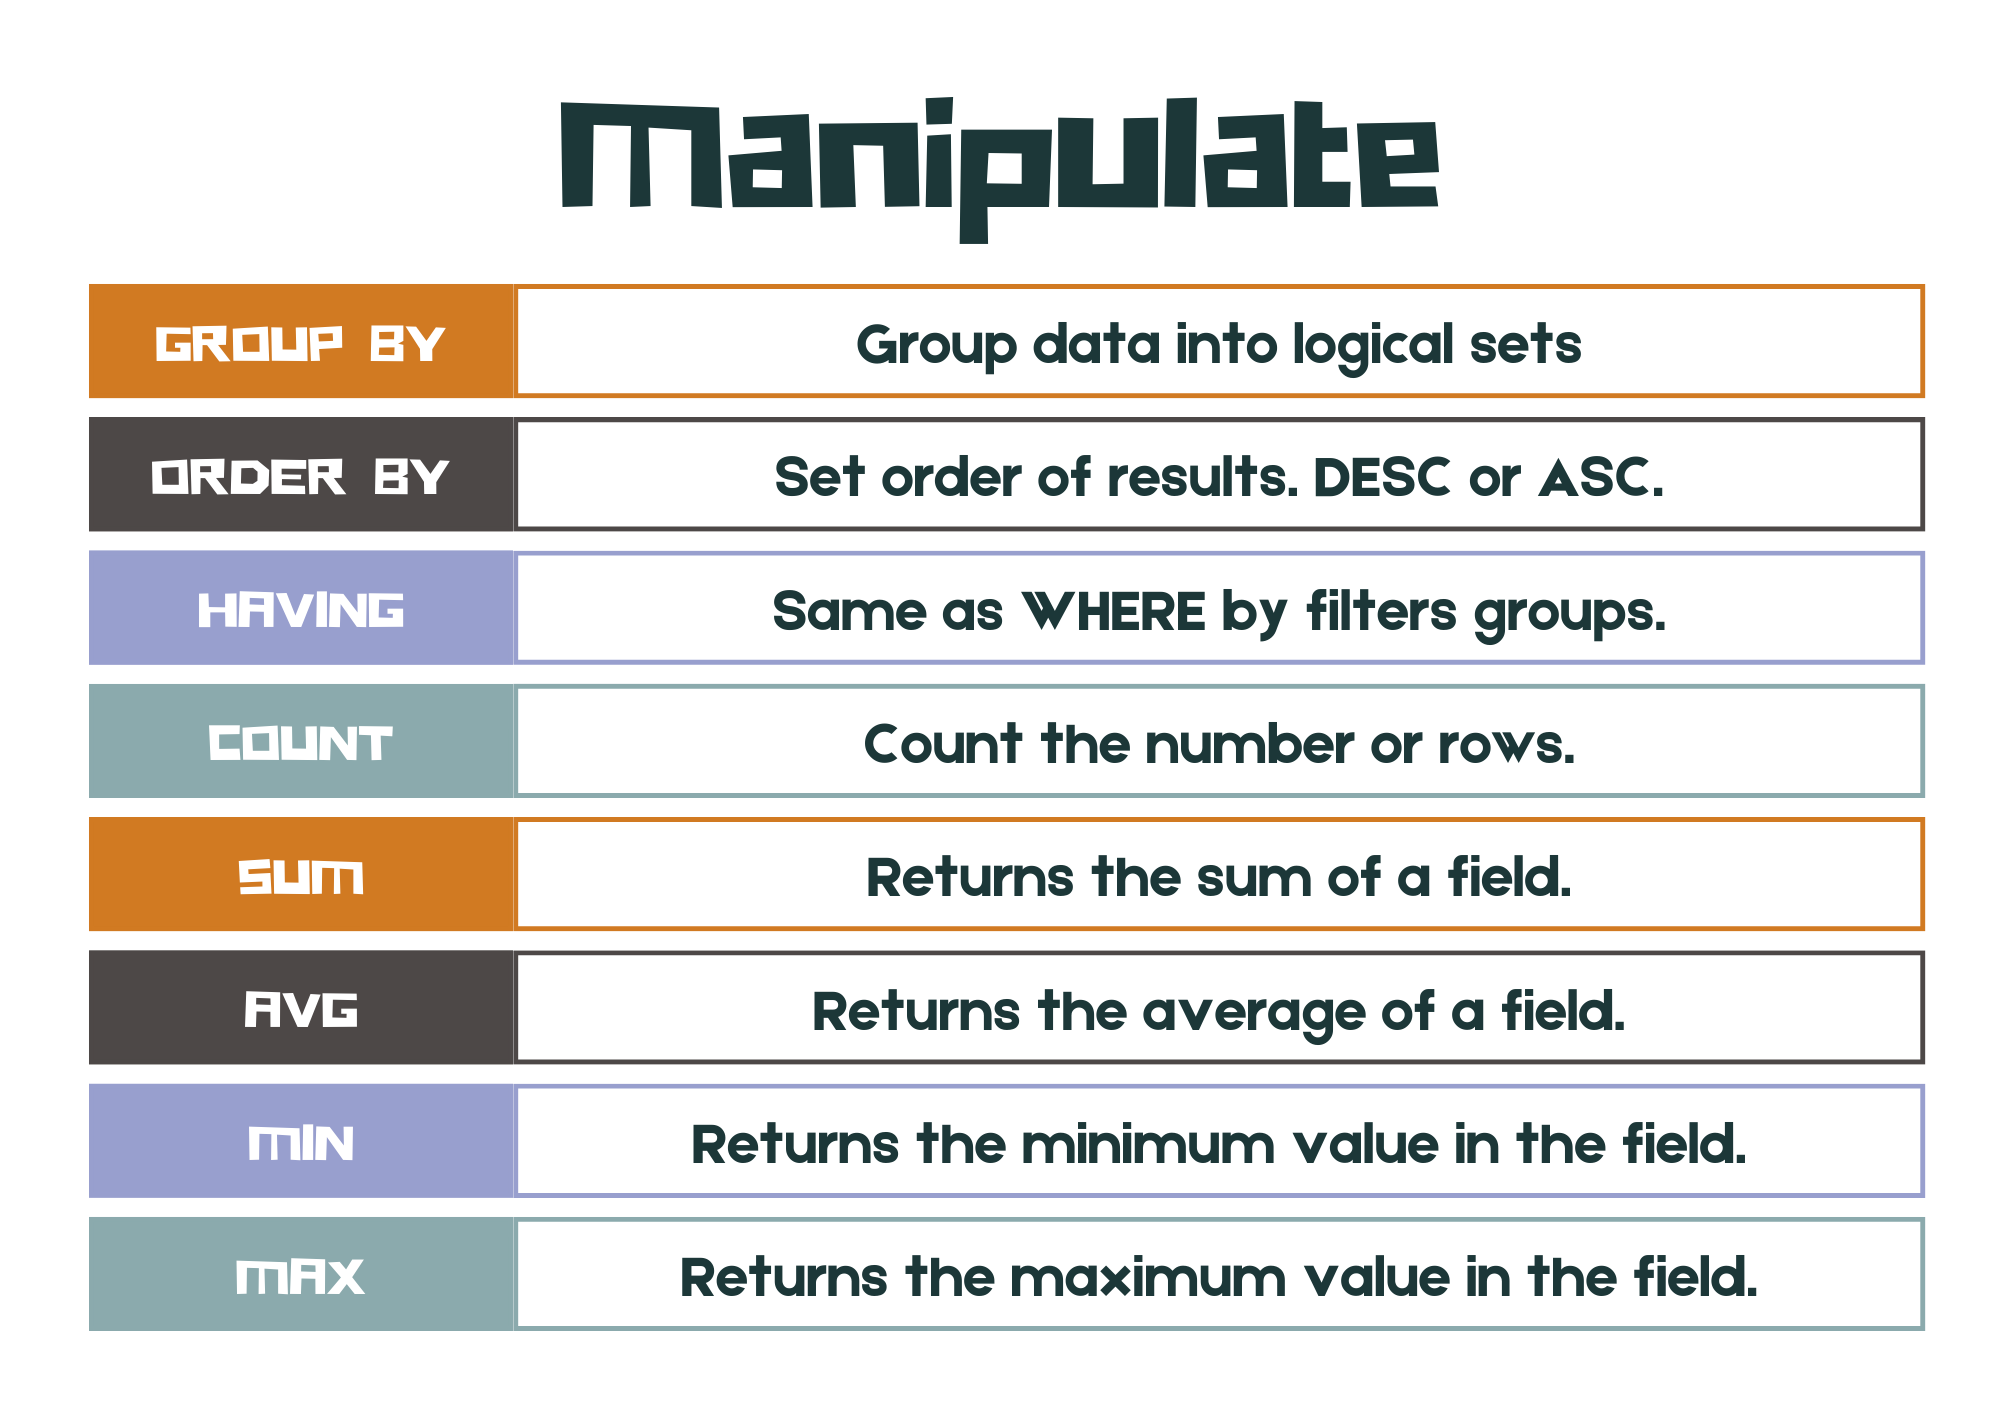 Manipulate
GROUP BY
Group data into logical sets
ORDER BY
Set order of results. DESC or ASC.
HAVING
Same as WHERE by filters groups.
COUNT
Count the number or rows.
SUM
Returns the sum of a field.
AVG
Returns the average of a field.
MIN
Returns the minimum value in the field.
MAX
Returns the maximum value in the field.